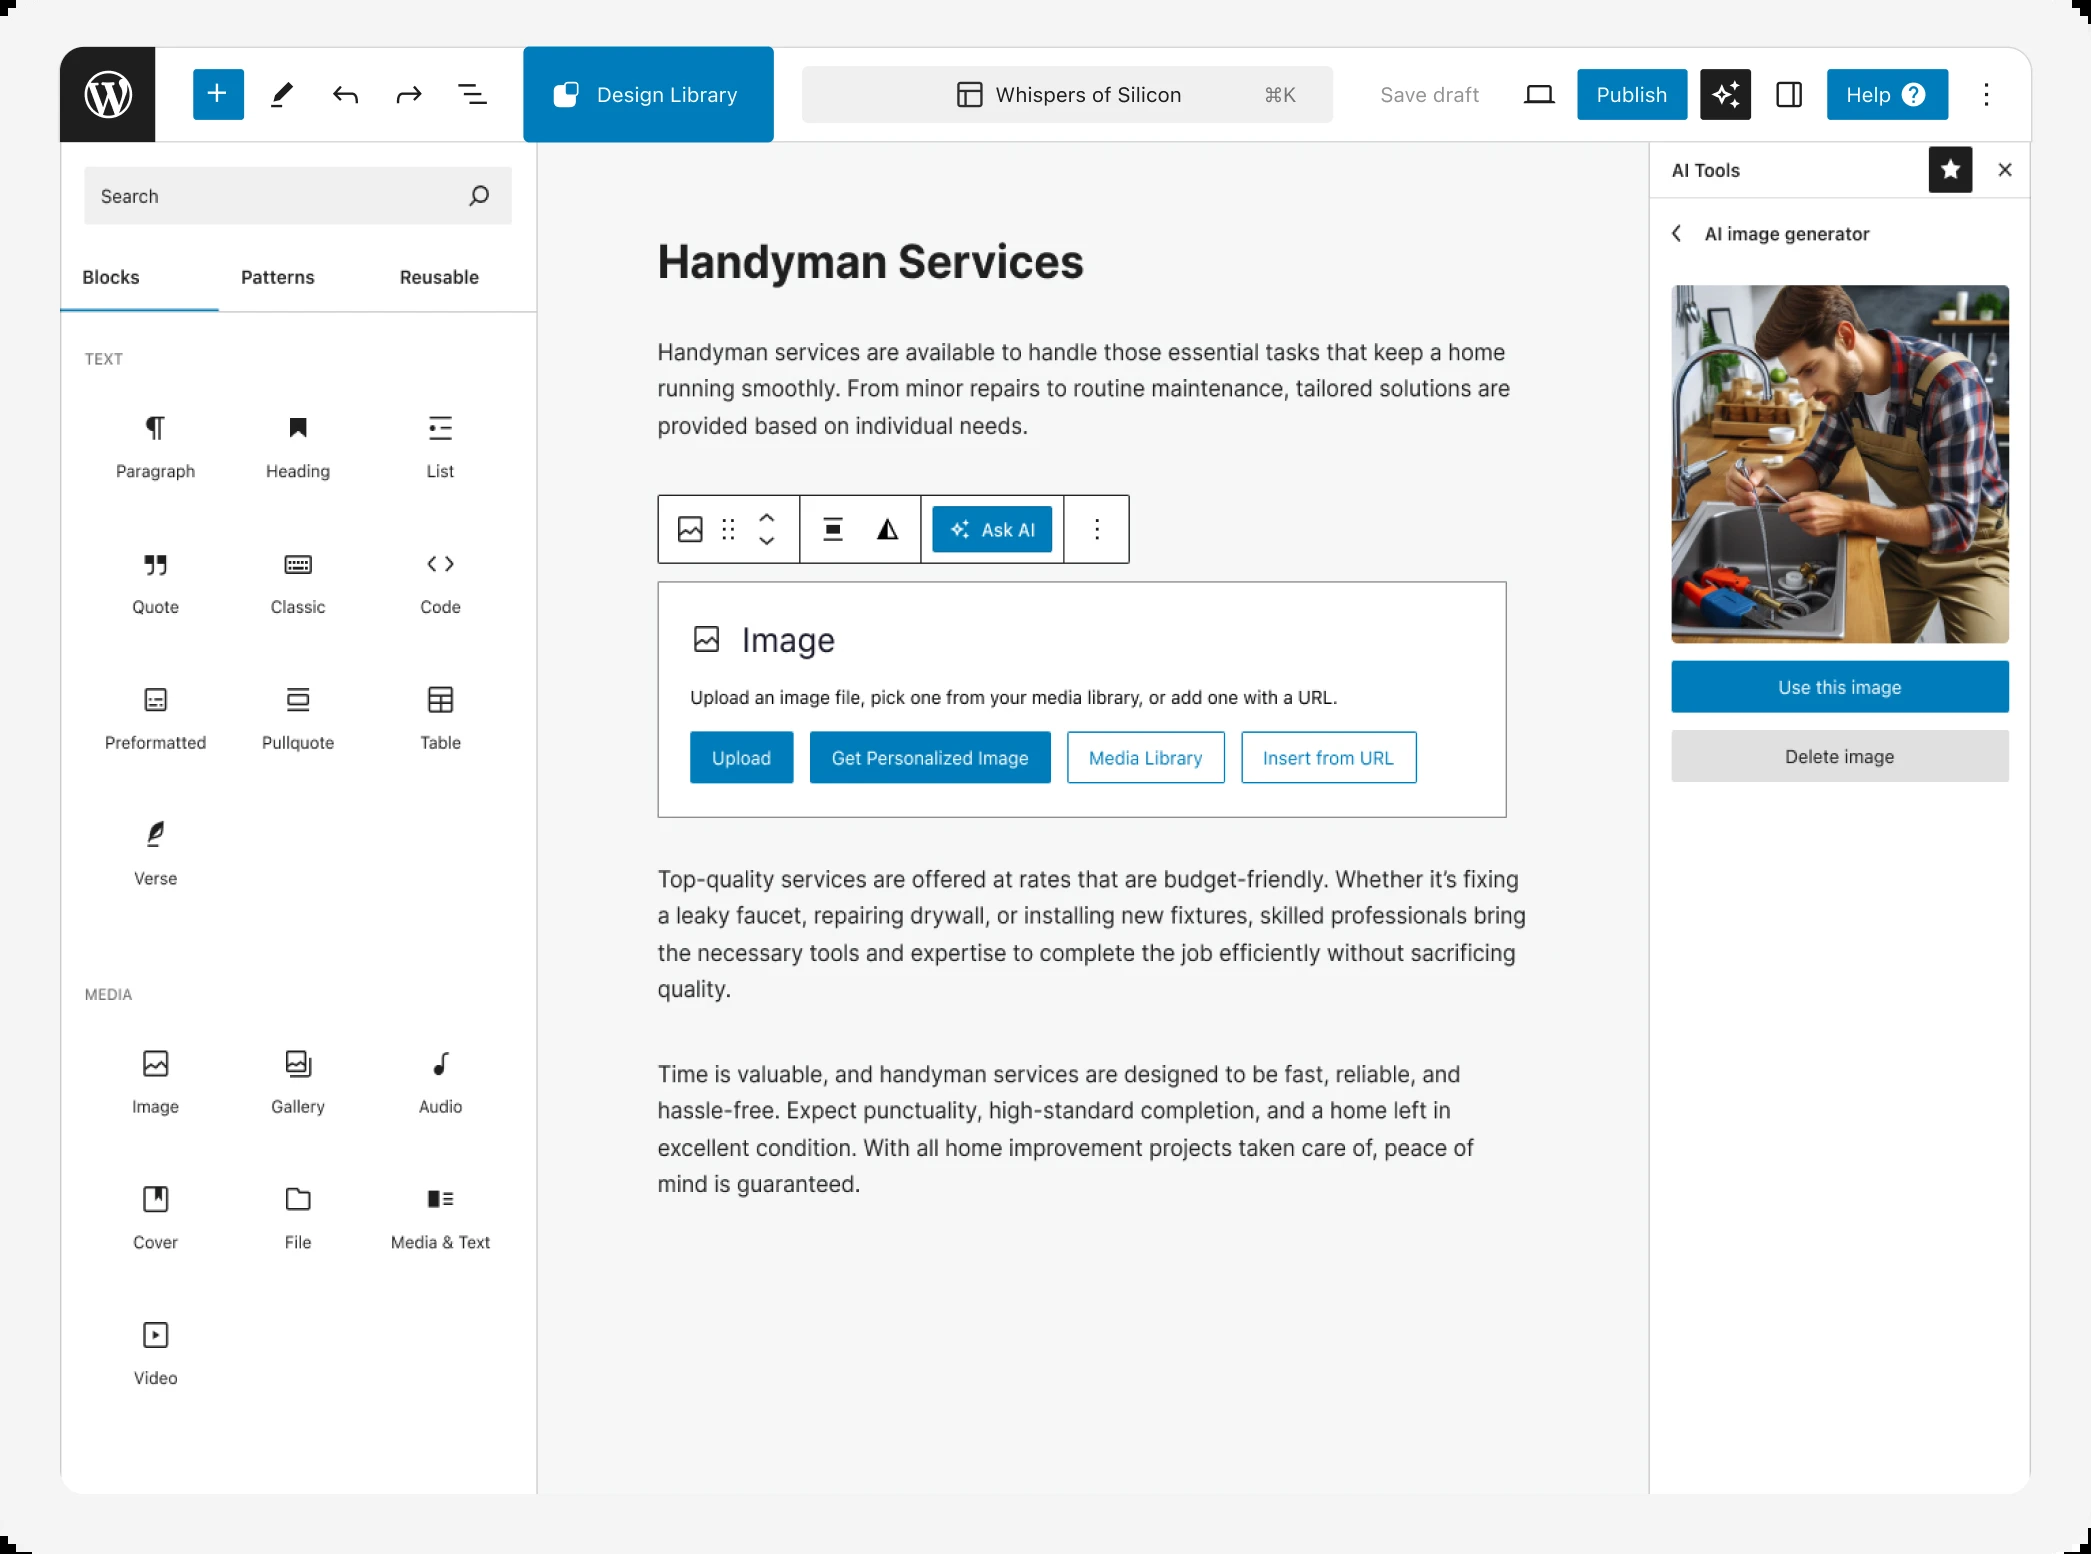 Design Library
Whispers of Silicon
⌘K
Save draft
Publish
Help ?
Search
Blocks
Patterns
Reusable
TEXT
Paragraph
Heading
List
Quote
Classic
Code
Preformatted
Pullquote
Table
Verse
MEDIA
Image
Gallery
Audio
Cover
File
Media & Text
Video
Handyman Services
Handyman services are available to handle those essential tasks that keep a home
running smoothly. From minor repairs to routine maintenance, tailored solutions are
provided based on individual needs.
Ask AI
Image
Upload an image file, pick one from your media library, or add one with a URL.
Upload
Get Personalized Image
Media Library
Insert from URL
Top-quality services are offered at rates that are budget-friendly. Whether it’s fixing
a leaky faucet, repairing drywall, or installing new fixtures, skilled professionals bring
the necessary tools and expertise to complete the job efficiently without sacrificing
quality.
Time is valuable, and handyman services are designed to be fast, reliable, and
hassle-free. Expect punctuality, high-standard completion, and a home left in
excellent condition. With all home improvement projects taken care of, peace of
mind is guaranteed.
AI Tools
AI image generator
Use this image
Delete image